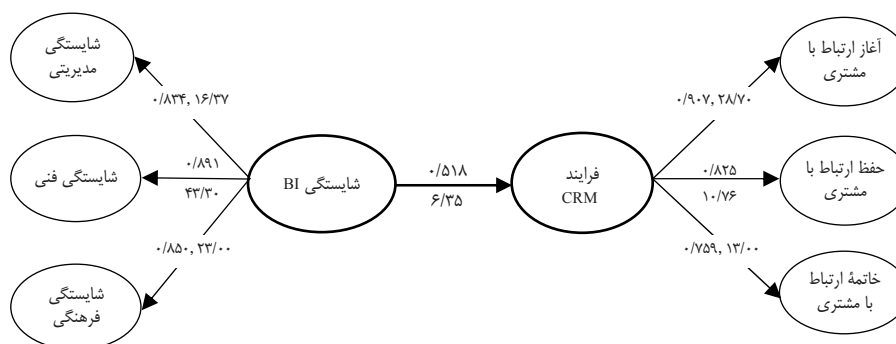 شایستگی
مدیریتی
آغاز ارتباط با
مشتری
۰/۸۳۴, ۱۶/۳۷
۰/۹۰۷, ۲۸/۷۰
شایستگی فنی
۰/۸۹۱
۴۳/۳۰
شایستگی BI
۰/۵۱۸
۶/۳۵
فرایند
CRM
۰/۸۲۵
۱۰/۷۶
حفظ ارتباط با
مشتری
۰/۸۵۰, ۲۳/۰۰
۰/۷۵۹, ۱۳/۰۰
شایستگی
فرهنگی
خاتمۀ ارتباط
با مشتری